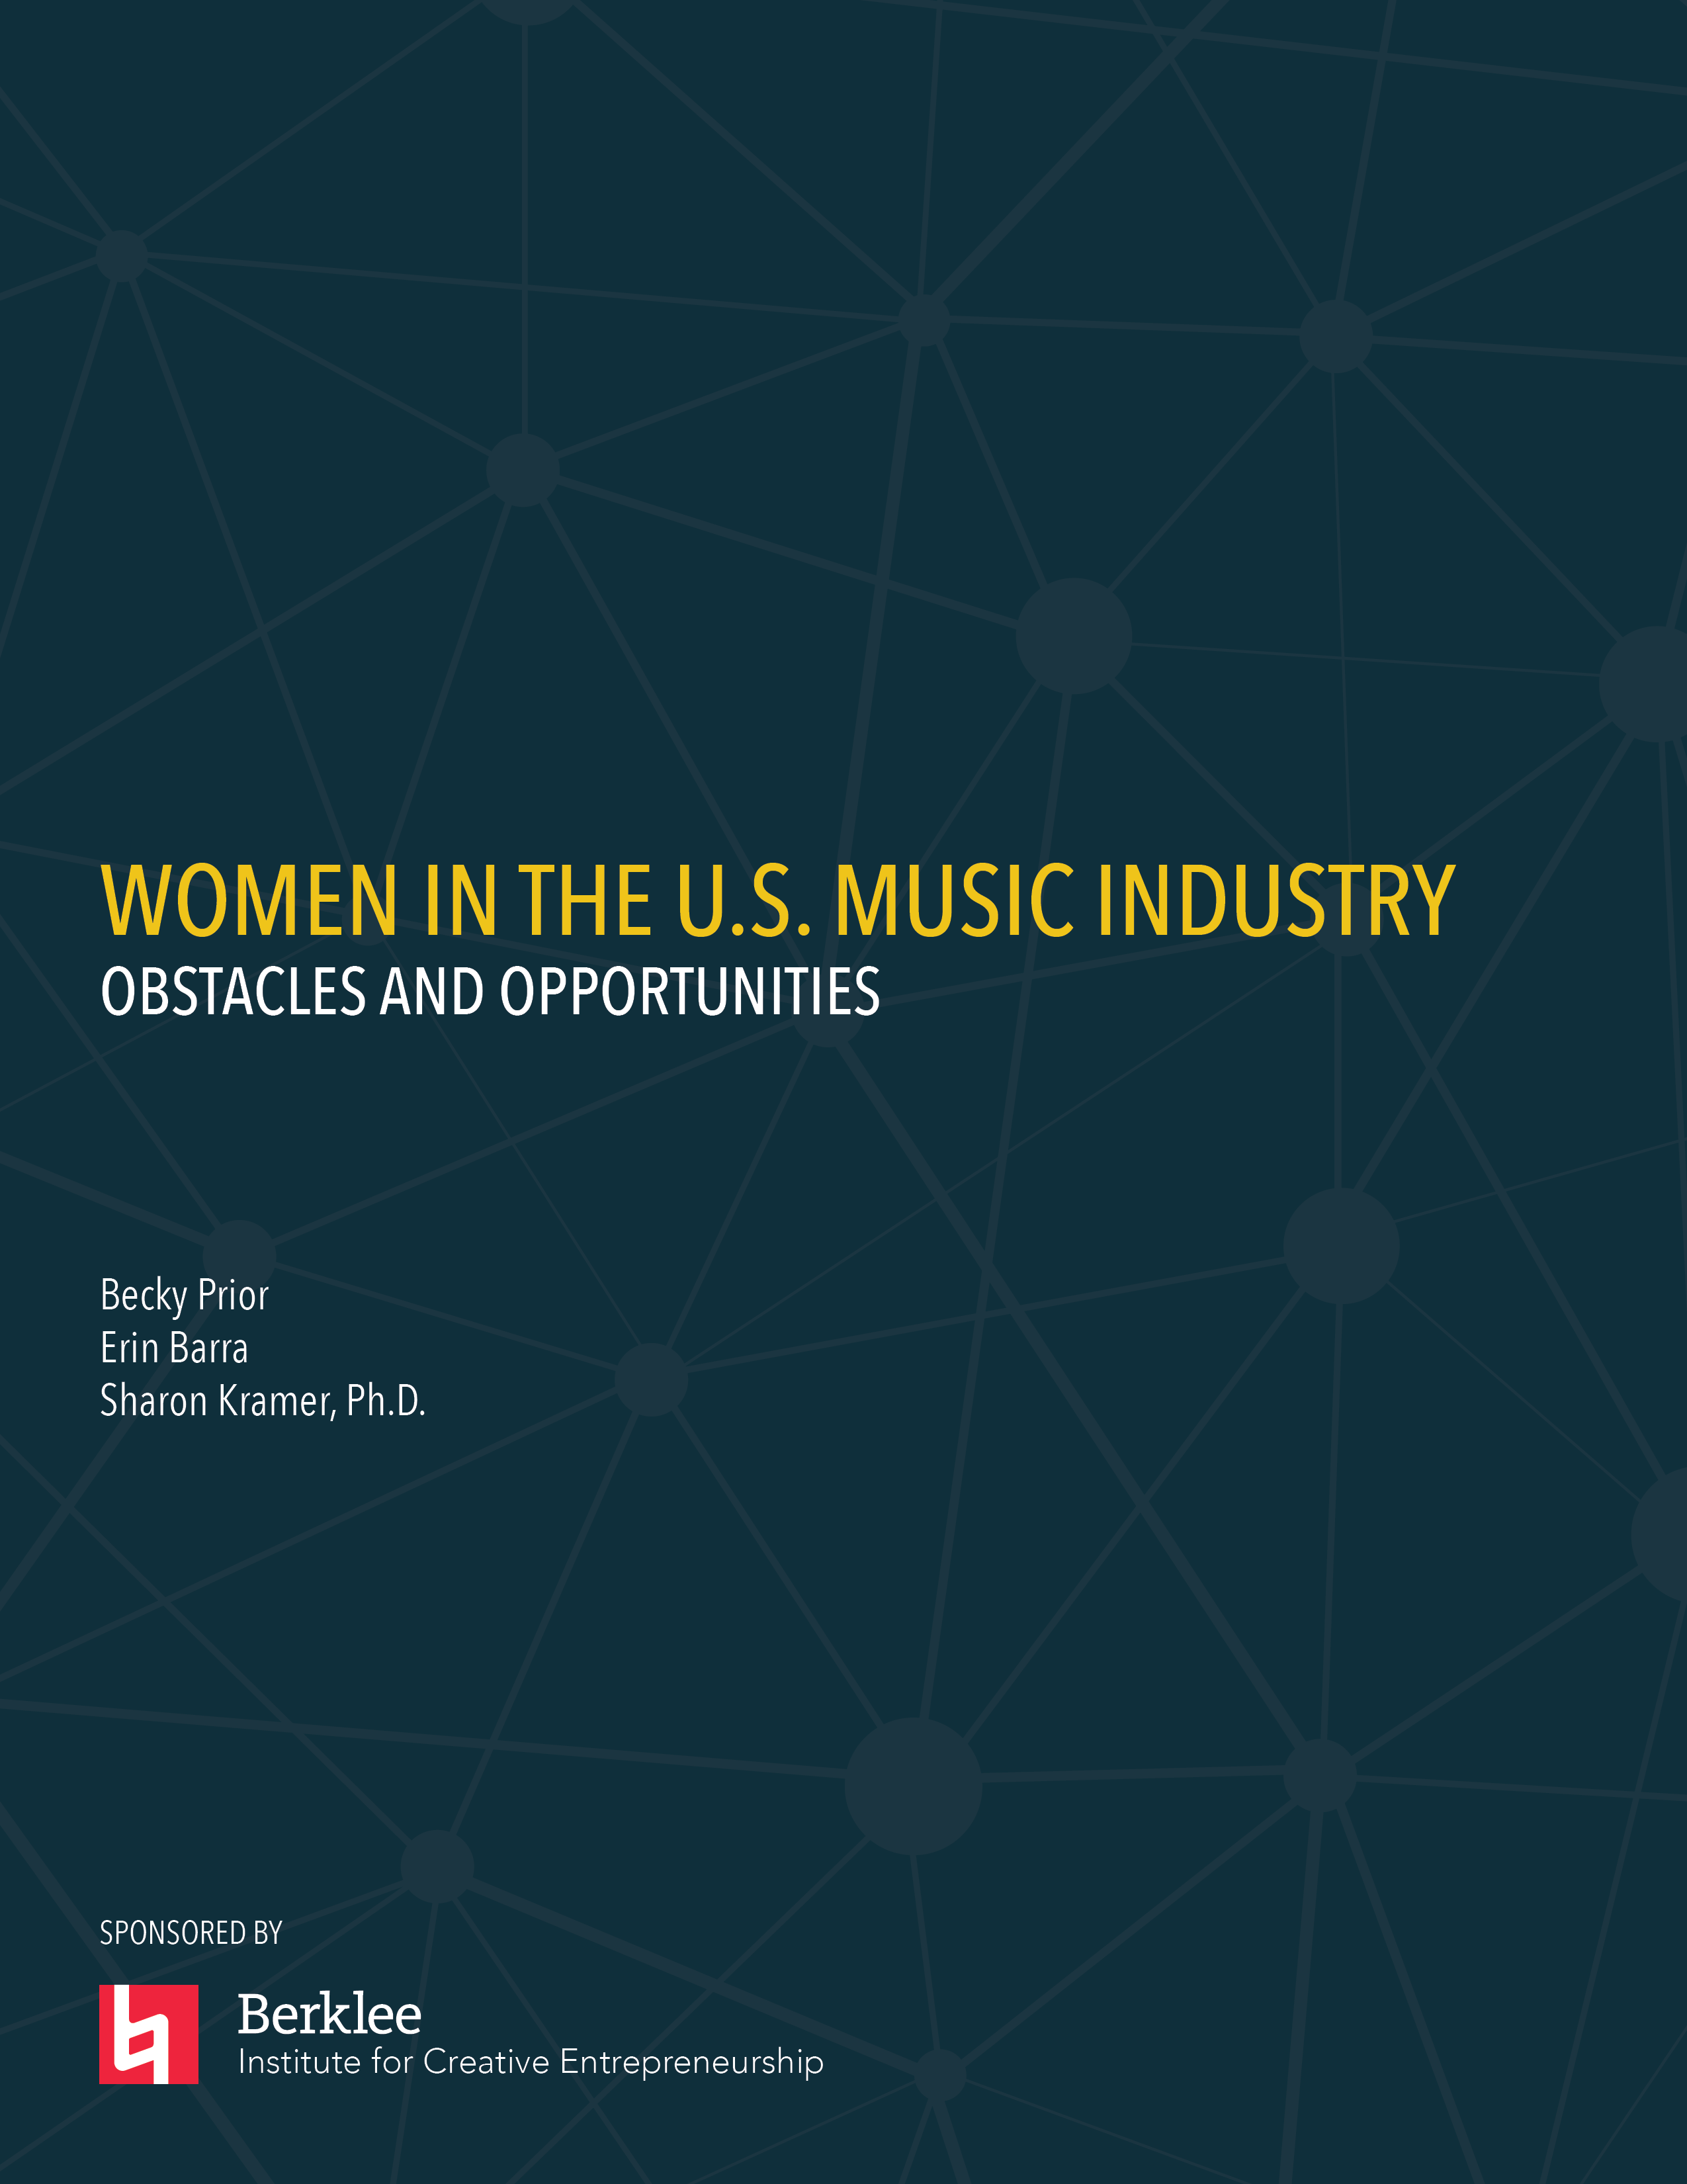 WOMEN IN THE U.S. MUSIC INDUSTRY
OBSTACLES AND OPPORTUNITIES
Becky Prior
Erin Barra
Sharon Kramer, Ph.D.
SPONSORED BY
Berklee
Institute for Creative Entrepreneurship